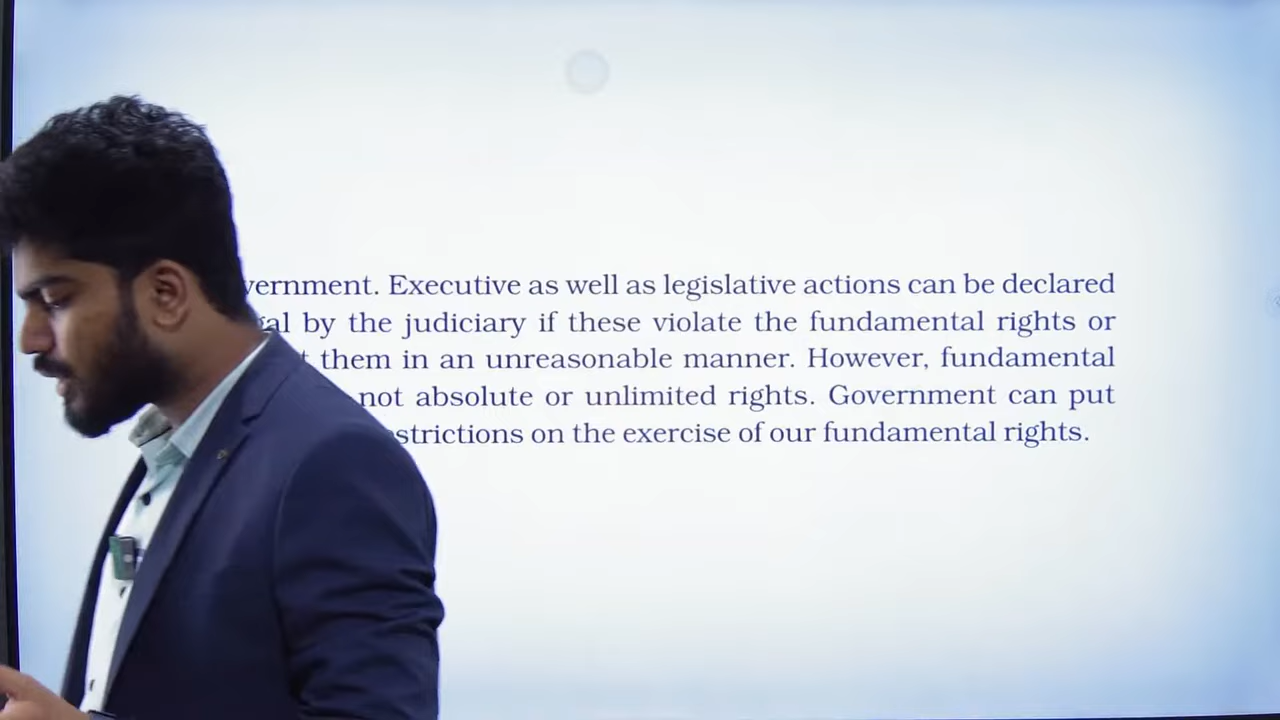 Executive as well as legislative actions can be declared
by the judiciary if these violate the fundamental rights or
them in an unreasonable manner. However, fundamental
not absolute or unlimited rights. Government can put
on the exercise of our fundamental rights.